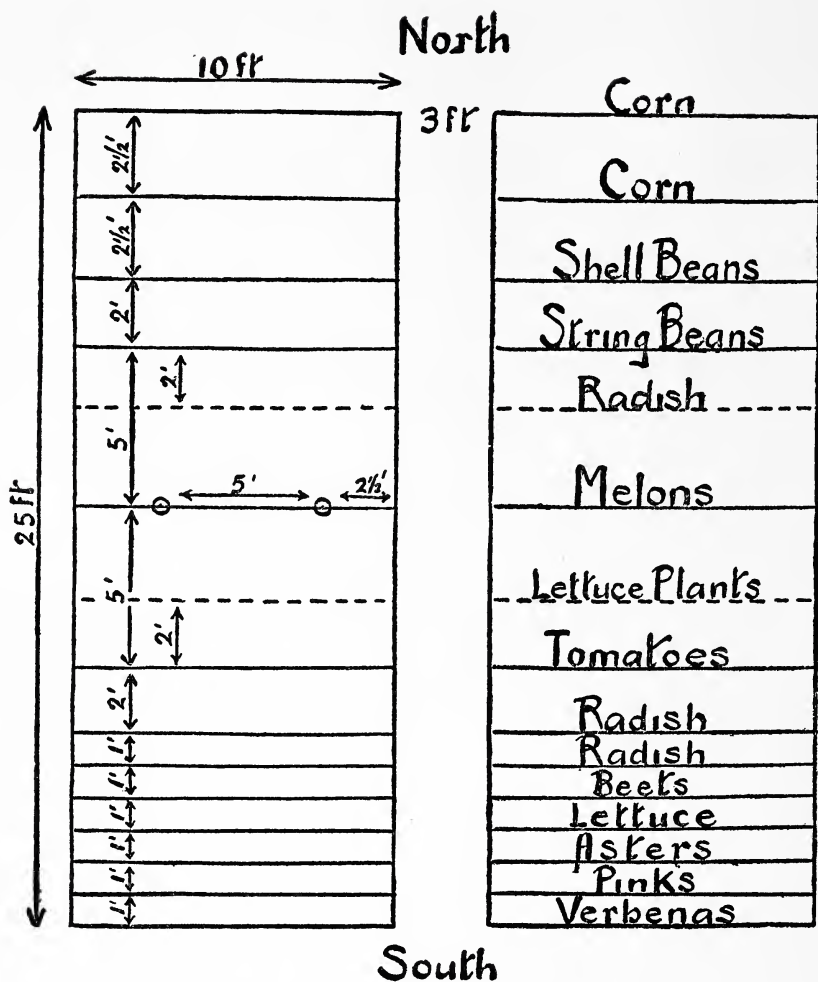 North
10 ft
3 ft
25 ft
2½'
2½'
2'
2'
5'
5'
2½'
5'
2'
2'
1'
1'
1'
1'
1'
1'
Corn
Corn
Shell Beans
String Beans
Radish
Melons
Lettuce Plants
Tomatoes
Radish
Radish
Beets
Lettuce
Asters
Pinks
Verbenas
South